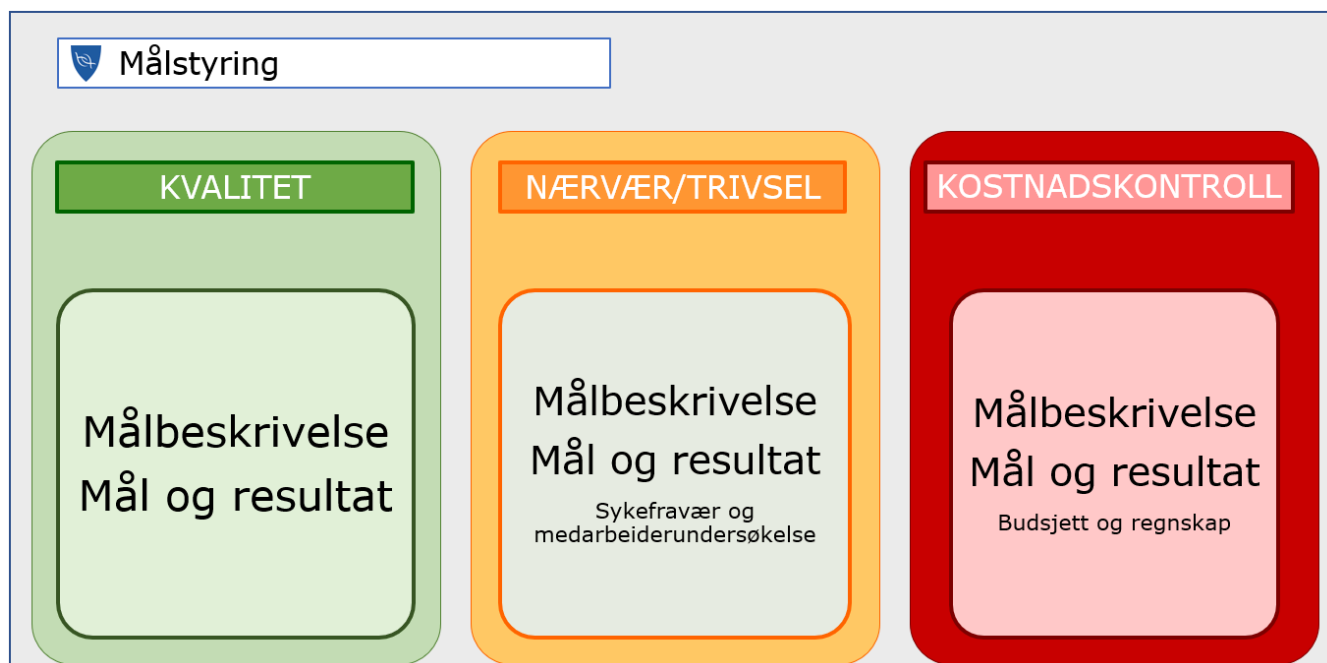 Målstyring
KVALITET
Målbeskrivelse
Mål og resultat
NÆRVÆR/TRIVSEL
Målbeskrivelse
Mål og resultat
Sykefravær og
medarbeiderundersøkelse
KOSTNADSKONTROLL
Målbeskrivelse
Mål og resultat
Budsjett og regnskap